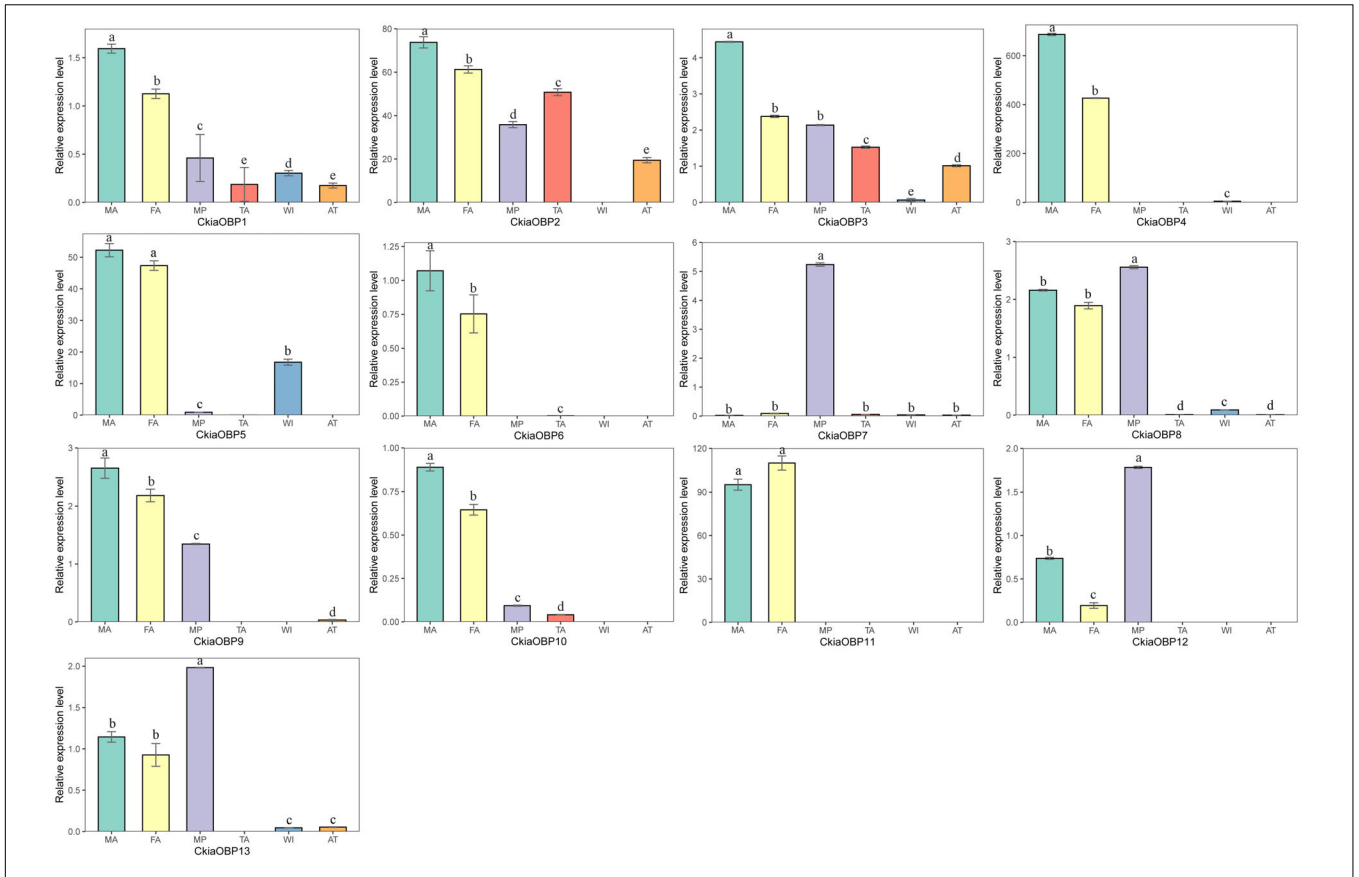 Relative expression level
1.5
1.0
0.5
0.0
a
b
c
e
d
e
MA FA MP TA WI AT
CkiaOBP1
Relative expression level
80
60
40
20
0
a
b
d
c
e
MA FA MP TA WI AT
CkiaOBP2
Relative expression level
4
3
2
1
0
a
b
b
c
e
d
MA FA MP TA WI AT
CkiaOBP3
Relative expression level
600
400
200
0
a
b
c
MA FA MP TA WI AT
CkiaOBP4
Relative expression level
50
40
30
20
10
0
a
a
c
b
MA FA MP TA WI AT
CkiaOBP5
Relative expression level
1.25
1.00
0.75
0.50
0.25
0.00
a
b
c
MA FA MP TA WI AT
CkiaOBP6
Relative expression level
6
5
4
3
2
1
0
b
b
a
b
b
b
MA FA MP TA WI AT
CkiaOBP7
Relative expression level
3
2
1
0
b
b
a
d
c
d
MA FA MP TA WI AT
CkiaOBP8
Relative expression level
3
2
1
0
a
b
c
d
MA FA MP TA WI AT
CkiaOBP9
Relative expression level
1.00
0.75
0.50
0.25
0.00
a
b
c
d
MA FA MP TA WI AT
CkiaOBP10
Relative expression level
120
90
60
30
0
a
a
MA FA MP TA WI AT
CkiaOBP11
Relative expression level
2.0
1.5
1.0
0.5
0.0
b
c
a
MA FA MP TA WI AT
CkiaOBP12
Relative expression level
2.0
1.5
1.0
0.5
0.0
b
b
a
c
c
MA FA MP TA WI AT
CkiaOBP13